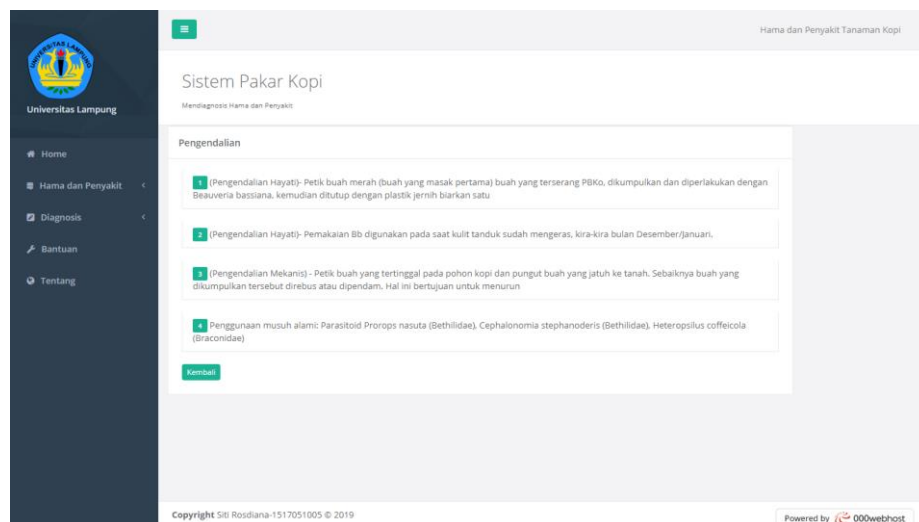 Hama dan Penyakit Tanaman Kopi
UNIVERSITAS LAMPUNG
Universitas Lampung
Home
Hama dan Penyakit
Diagnosis
Bantuan
Tentang
Sistem Pakar Kopi
Mendiagnosis Hama dan Penyakit
Pengendalian
1 (Pengendalian Hayati)- Petik buah merah (buah yang masak pertama) buah yang terserang PBKo, dikumpulkan dan diperlakukan dengan
Beauveria bassiana, kemudian ditutup dengan plastik jernih biarkan satu
2 (Pengendalian Hayati)- Pemakaian Bb digunakan pada saat kulit tanduk sudah mengeras, kira-kira bulan Desember/Januari.
3 (Pengendalian Mekanis) - Petik buah yang tertinggal pada pohon kopi dan pungut buah yang jatuh ke tanah. Sebaiknya buah yang
dikumpulkan tersebut direbus atau dipendam. Hal ini bertujuan untuk menurun
4 Penggunaan musuh alami: Parasitoid Prorops nasuta (Bethilidae), Cephalonomia stephanoderis (Bethilidae), Heteropsilus coffeicola
(Braconidae)
Kembali
Copyright Siti Rosdiana-1517051005 © 2019
Powered by 000webhost